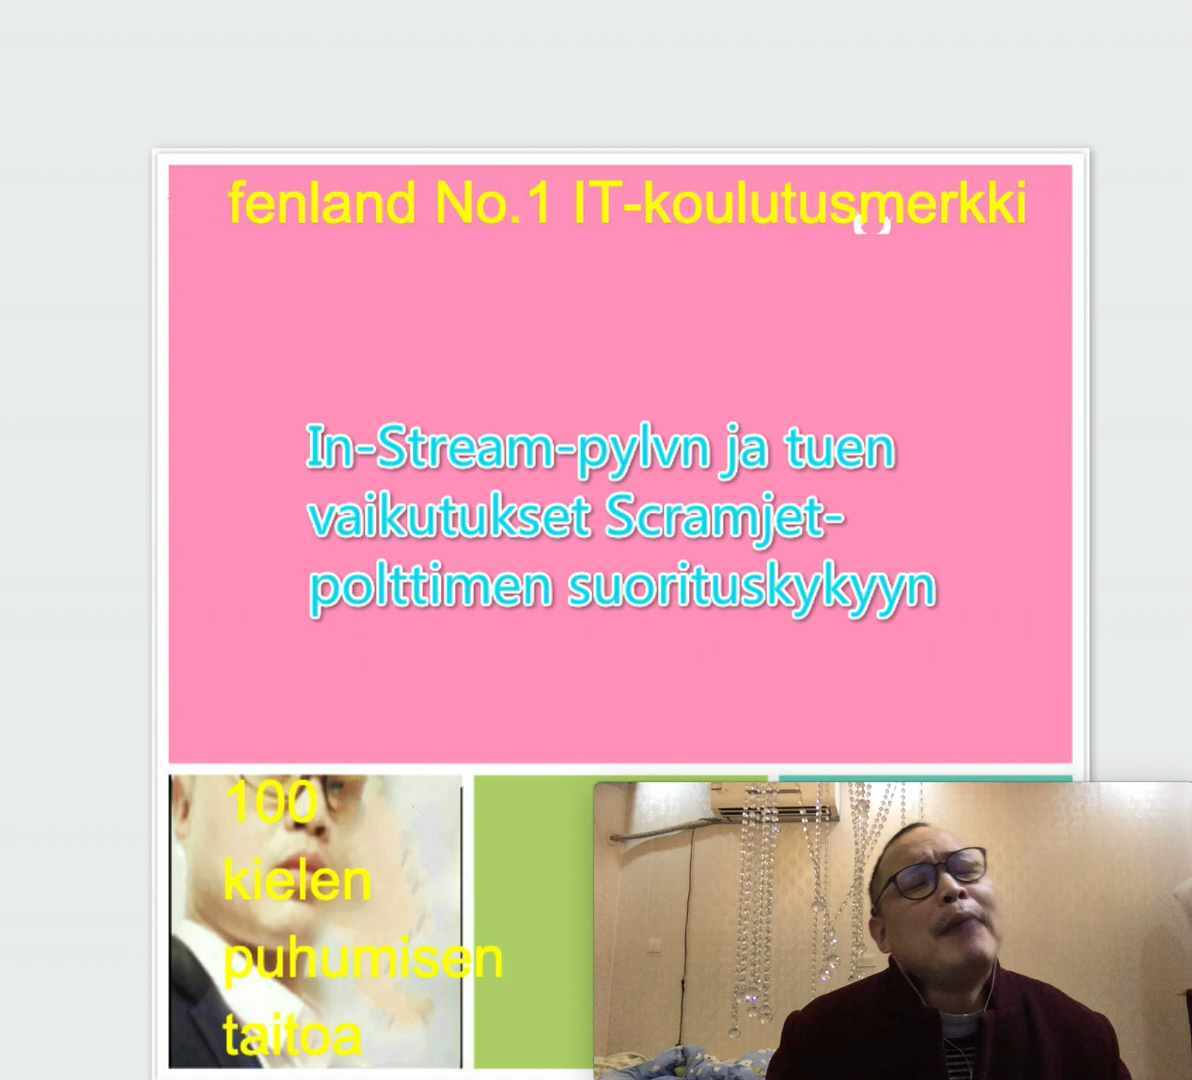 fenland No.1 IT-koulutusmerkki
In-Stream-pylvn ja tuen
vaikutukset Scramjet-
polttimen suorituskykyyn
100
kielen
puhumisen
taitoa